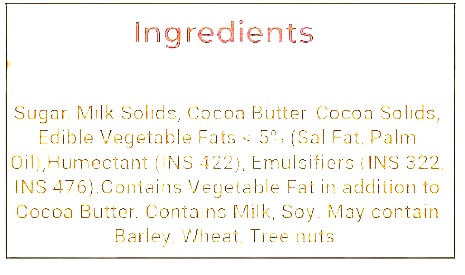 Ingredients
Sugar, Milk Solids, Cocoa Butter, Cocoa Solids,
Edible Vegetable Fats < 5% (Sal Fat, Palm
Oil),Humectant (INS 422), Emulsifiers (INS 322,
INS 476).Contains Vegetable Fat in addition to
Cocoa Butter. Contains Milk, Soy. May contain
Barley, Wheat, Tree nuts